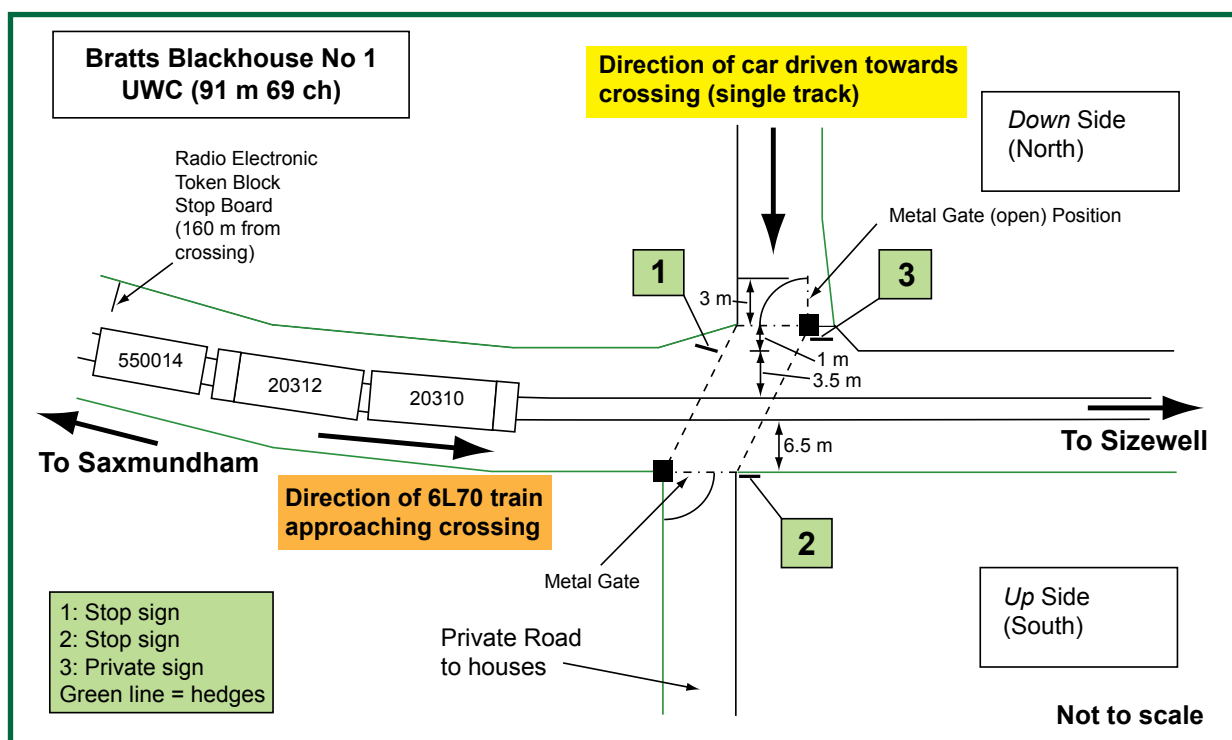 Bratts Blackhouse No 1
UWC (91 m 69 ch)
Direction of car driven towards
crossing (single track)
Down Side
(North)
Radio Electronic
Token Block
Stop Board
(160 m from
crossing)
Metal Gate (open) Position
1
3
3 m
1 m
3.5 m
550014
20312
20310
6.5 m
To Saxmundham
To Sizewell
Direction of 6L70 train
approaching crossing
2
Metal Gate
1: Stop sign
2: Stop sign
3: Private sign
Green line = hedges
Private Road
to houses
Up Side
(South)
Not to scale